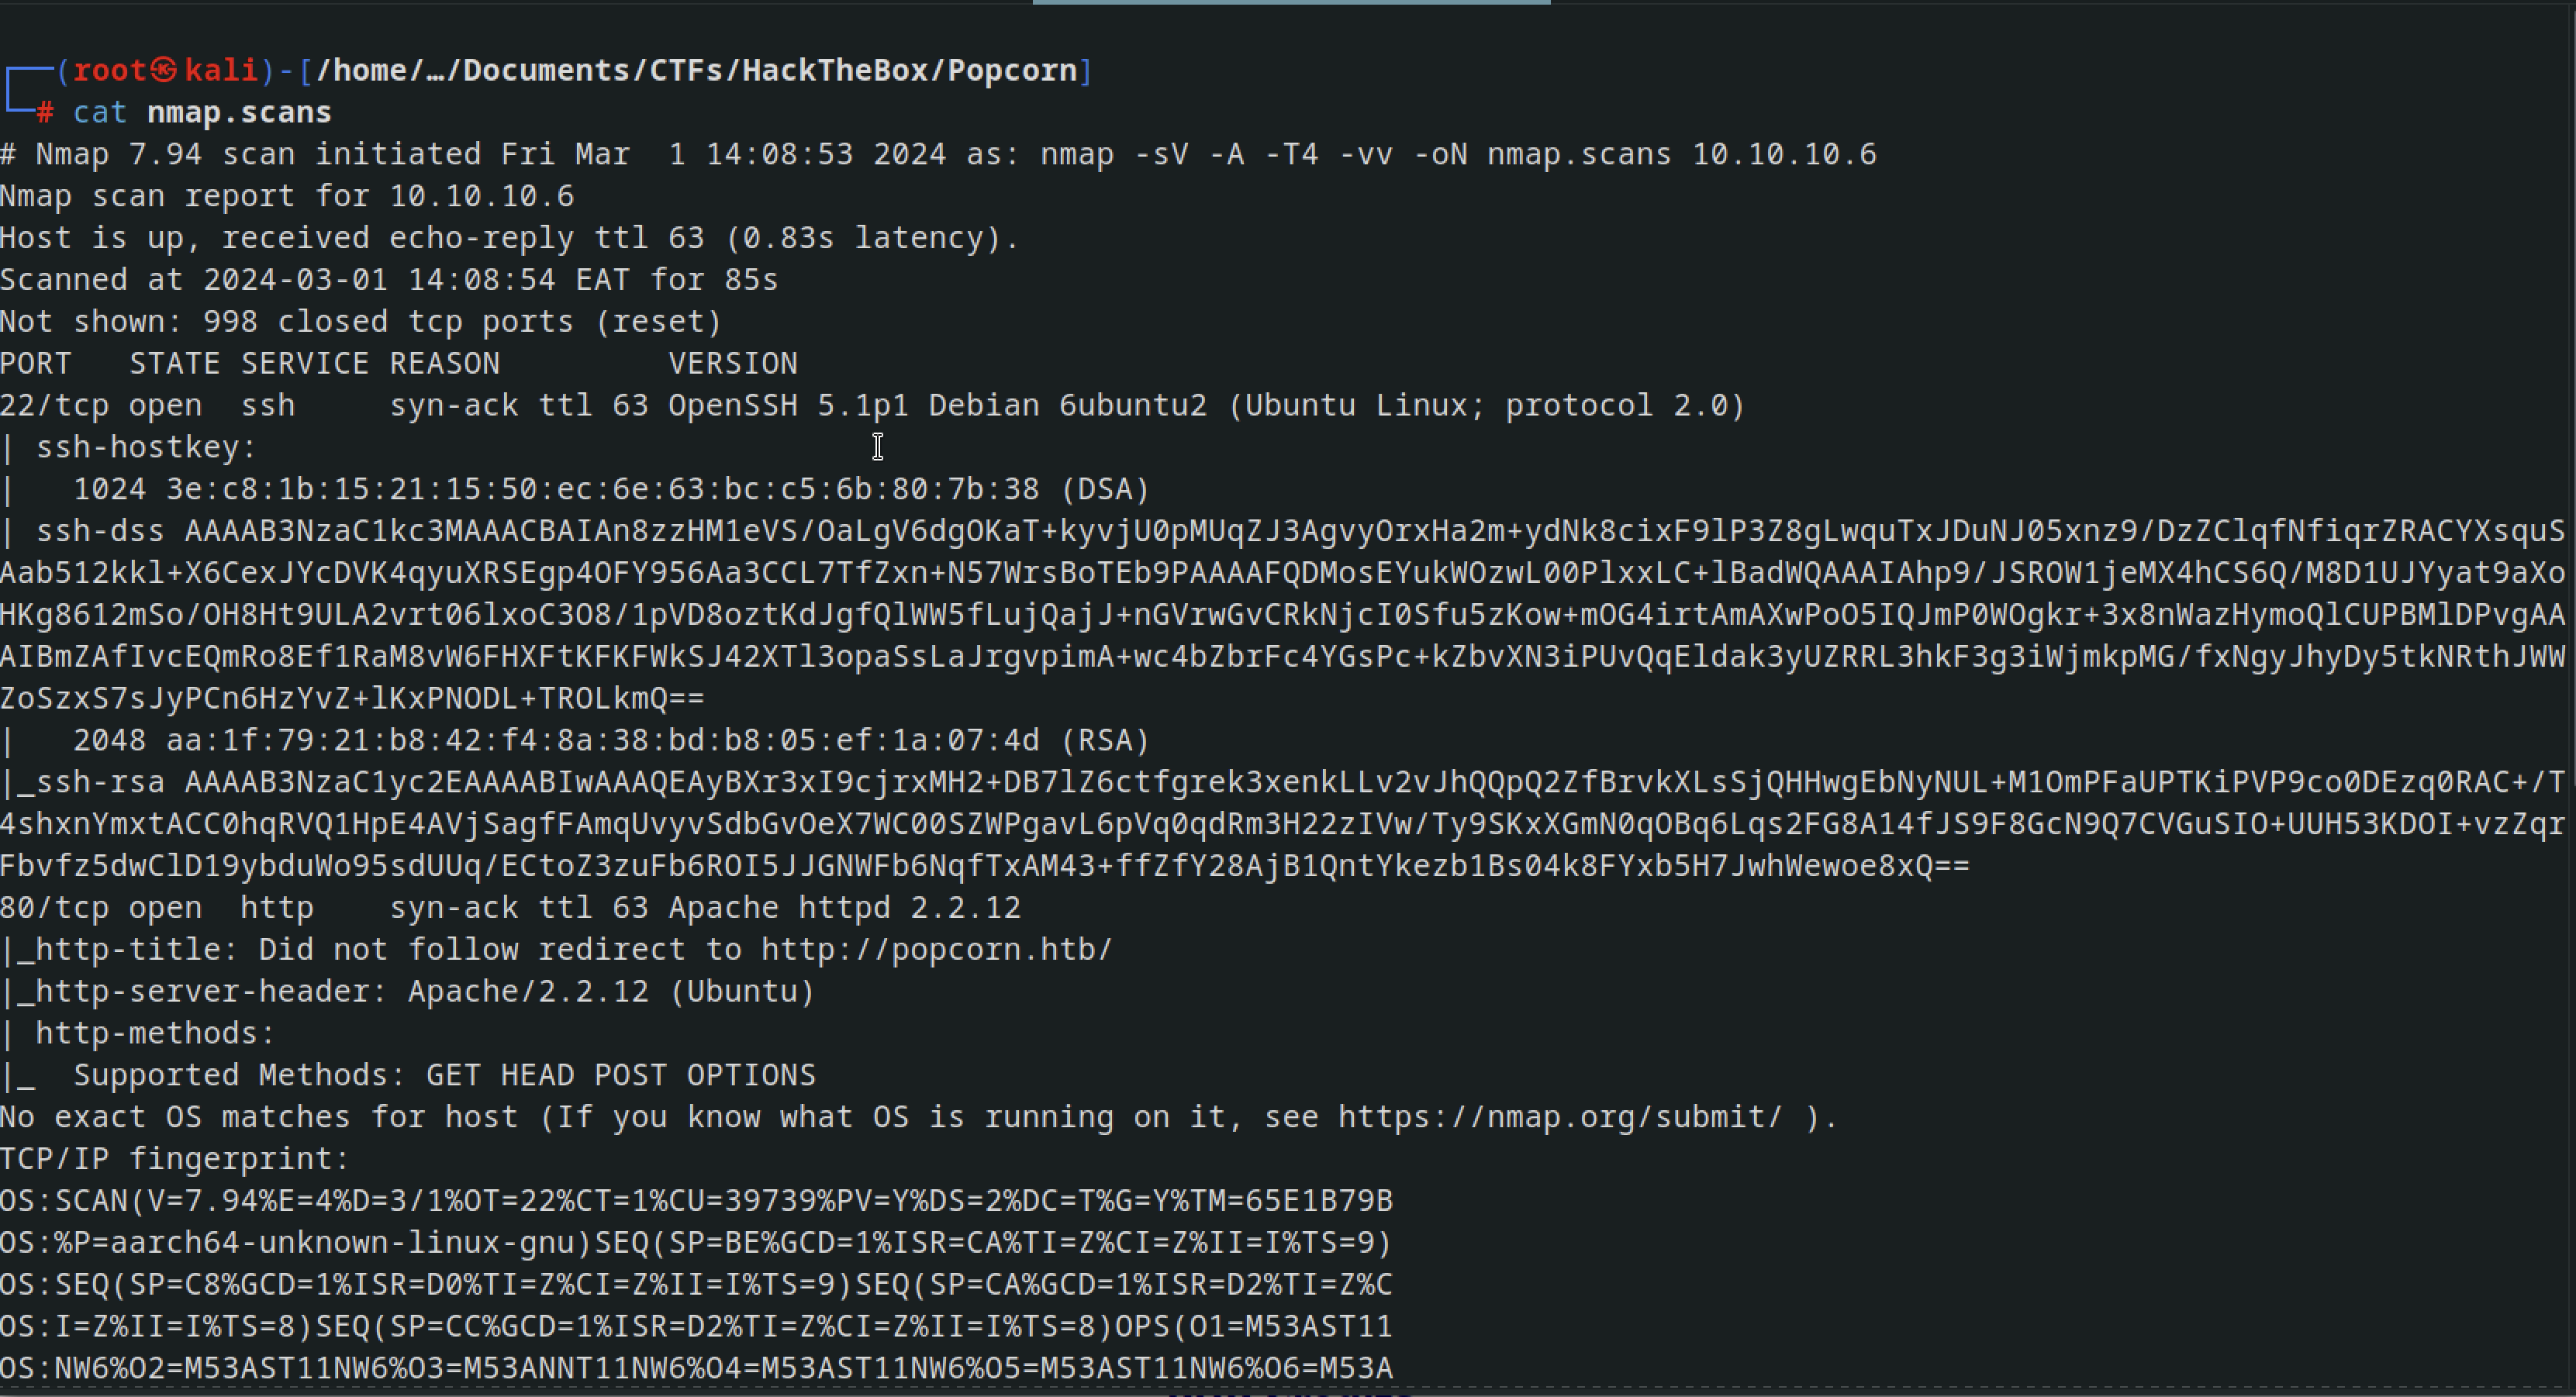 (root㉿kali)-[/home/…/Documents/CTFs/HackTheBox/Popcorn]
# cat nmap.scans
# Nmap 7.94 scan initiated Fri Mar  1 14:08:53 2024 as: nmap -sV -A -T4 -vv -oN nmap.scans 10.10.10.6
Nmap scan report for 10.10.10.6
Host is up, received echo-reply ttl 63 (0.83s latency).
Scanned at 2024-03-01 14:08:54 EAT for 85s
Not shown: 998 closed tcp ports (reset)
PORT   STATE SERVICE REASON         VERSION
22/tcp open  ssh     syn-ack ttl 63 OpenSSH 5.1p1 Debian 6ubuntu2 (Ubuntu Linux; protocol 2.0)
| ssh-hostkey:
|   1024 3e:c8:1b:15:21:15:50:ec:6e:63:bc:c5:6b:80:7b:38 (DSA)
| ssh-dss AAAAB3NzaC1kc3MAAACBAIAn8zzHM1eVS/OaLgV6dgOKaT+kyvjU0pMUqZJ3AgvyOrxHa2m+ydNk8cixF9lP3Z8gLwquTxJDuNJ05xnz9/DzZClqfNfiqrZRACYXsquS
Aab512kkl+X6CexJYcDVK4qyuXRSEgp4OFY956Aa3CCL7TfZxn+N57WrsBoTEb9PAAAAFQDMosEYukWOzwL00PlxxLC+lBadWQAAAIAhp9/JSROW1jeMX4hCS6Q/M8D1UJYyat9aXo
HKg8612mSo/OH8Ht9ULA2vrt06lxoC3O8/1pVD8oztKdJgfQlWW5fLujQajJ+nGVrwGvCRkNjcI0Sfu5zKow+mOG4irtAmAXwPoO5IQJmP0WOgkr+3x8nWazHymoQlCUPBMlDPvgAA
AIBmZAfIvcEQmRo8Ef1RaM8vW6FHXFtKFKFWkSJ42XTl3opaSsLaJrgvpimA+wc4bZbrFc4YGsPc+kZbvXN3iPUvQqEldak3yUZRRL3hkF3g3iWjmkpMG/fxNgyJhyDy5tkNRthJWW
ZoSzxS7sJyPCn6HzYvZ+lKxPNODL+TROLkmQ==
|   2048 aa:1f:79:21:b8:42:f4:8a:38:bd:b8:05:ef:1a:07:4d (RSA)
|_ssh-rsa AAAAB3NzaC1yc2EAAAABIwAAAQEAyBXr3xI9cjrxMH2+DB7lZ6ctfgrek3xenkLLv2vJhQQpQ2ZfBrvkXLsSjQHHwgEbNyNUL+M1OmPFaUPTKiPVP9co0DEzq0RAC+/T
4shxnYmxtACC0hqRVQ1HpE4AVjSagfFAmqUvyvSdbGvOeX7WC00SZWPgavL6pVq0qdRm3H22zIVw/Ty9SKxXGmN0qOBq6Lqs2FG8A14fJS9F8GcN9Q7CVGuSIO+UUH53KDOI+vzZqr
Fbvfz5dwClD19ybduWo95sdUUq/ECtoZ3zuFb6ROI5JJGNWFb6NqfTxAM43+ffZfY28AjB1QntYkezb1Bs04k8FYxb5H7JwhWewoe8xQ==
80/tcp open  http    syn-ack ttl 63 Apache httpd 2.2.12
|_http-title: Did not follow redirect to http://popcorn.htb/
|_http-server-header: Apache/2.2.12 (Ubuntu)
| http-methods:
|_  Supported Methods: GET HEAD POST OPTIONS
No exact OS matches for host (If you know what OS is running on it, see https://nmap.org/submit/ ).
TCP/IP fingerprint:
OS:SCAN(V=7.94%E=4%D=3/1%OT=22%CT=1%CU=39739%PV=Y%DS=2%DC=T%G=Y%TM=65E1B79B
OS:%P=aarch64-unknown-linux-gnu)SEQ(SP=BE%GCD=1%ISR=CA%TI=Z%CI=Z%II=I%TS=9)
OS:SEQ(SP=C8%GCD=1%ISR=D0%TI=Z%CI=Z%II=I%TS=9)SEQ(SP=CA%GCD=1%ISR=D2%TI=Z%C
OS:I=Z%II=I%TS=8)SEQ(SP=CC%GCD=1%ISR=D2%TI=Z%CI=Z%II=I%TS=8)OPS(O1=M53AST11
OS:NW6%O2=M53AST11NW6%O3=M53ANNT11NW6%O4=M53AST11NW6%O5=M53AST11NW6%O6=M53A